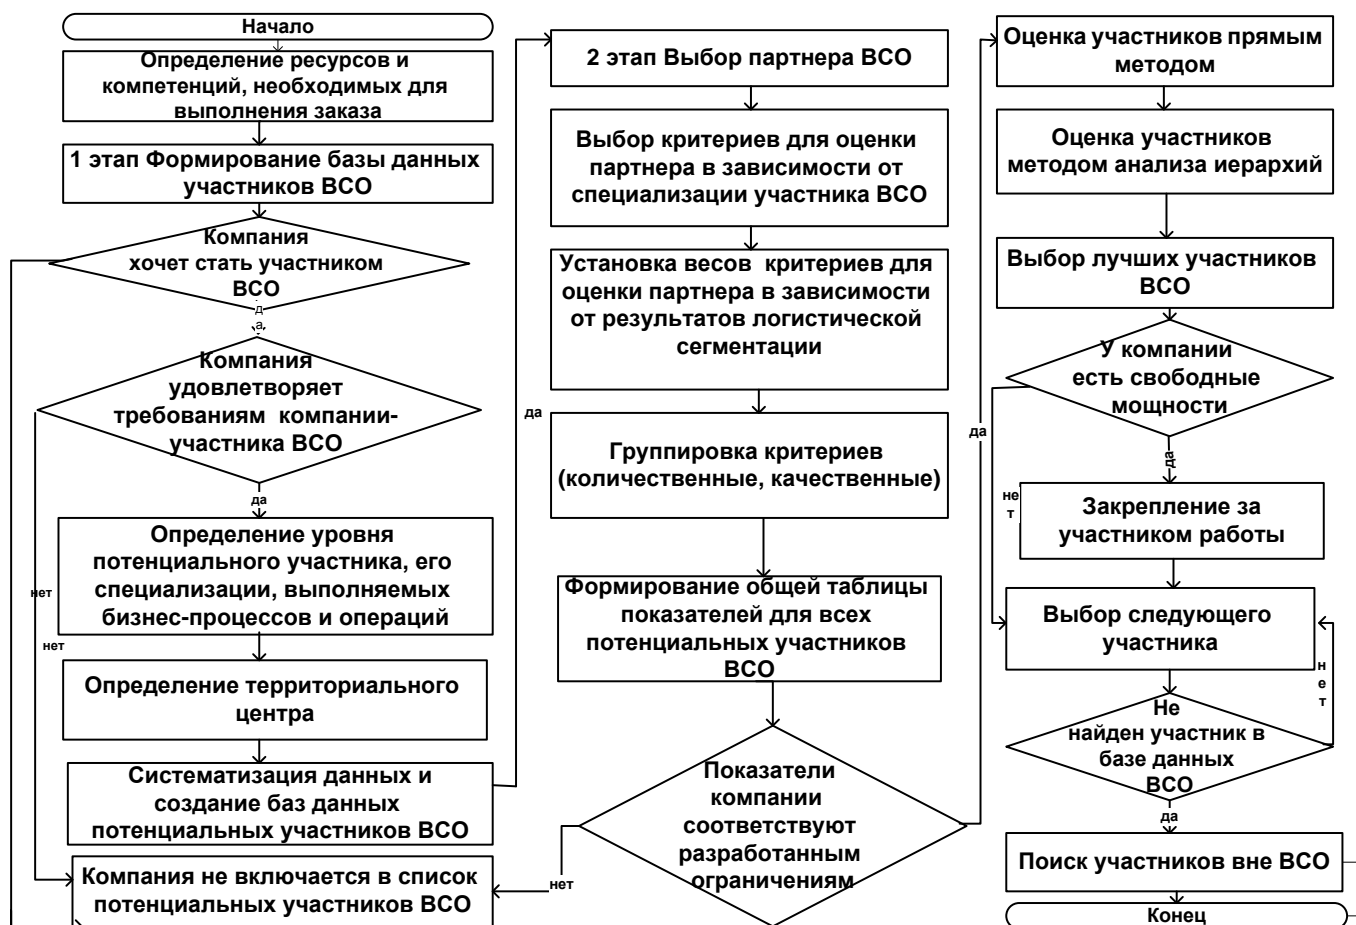 Начало
Определение ресурсов и
компетенций, необходимых для
выполнения заказа
1 этап Формирование базы данных
участников ВСО
Компания
хочет стать участником
ВСО
да
Компания
удовлетворяет
требованиям компании-
участника ВСО
да
Определение уровня
потенциального участника, его
специализации, выполняемых
бизнес-процессов и операций
нет
нет
Определение территориального
центра
Систематизация данных и
создание баз данных
потенциальных участников ВСО
Компания не включается в список
потенциальных участников ВСО
да
2 этап Выбор партнера ВСО
Выбор критериев для оценки
партнера в зависимости от
специализации участника ВСО
Установка весов критериев для
оценки партнера в зависимости
от результатов логистической
сегментации
Группировка критериев
(количественные, качественные)
Формирование общей таблицы
показателей для всех
потенциальных участников
ВСО
Показатели
компании
соответствуют
разработанным
ограничениям
нет
да
Оценка участников прямым
методом
Оценка участников
методом анализа иерархий
Выбор лучших участников
ВСО
У компании
есть свободные
мощности
да
не
т
Закрепление за
участником работы
Выбор следующего
участника
н
е
т
Не
найден участник в
базе данных
ВСО
да
Поиск участников вне ВСО
Конец